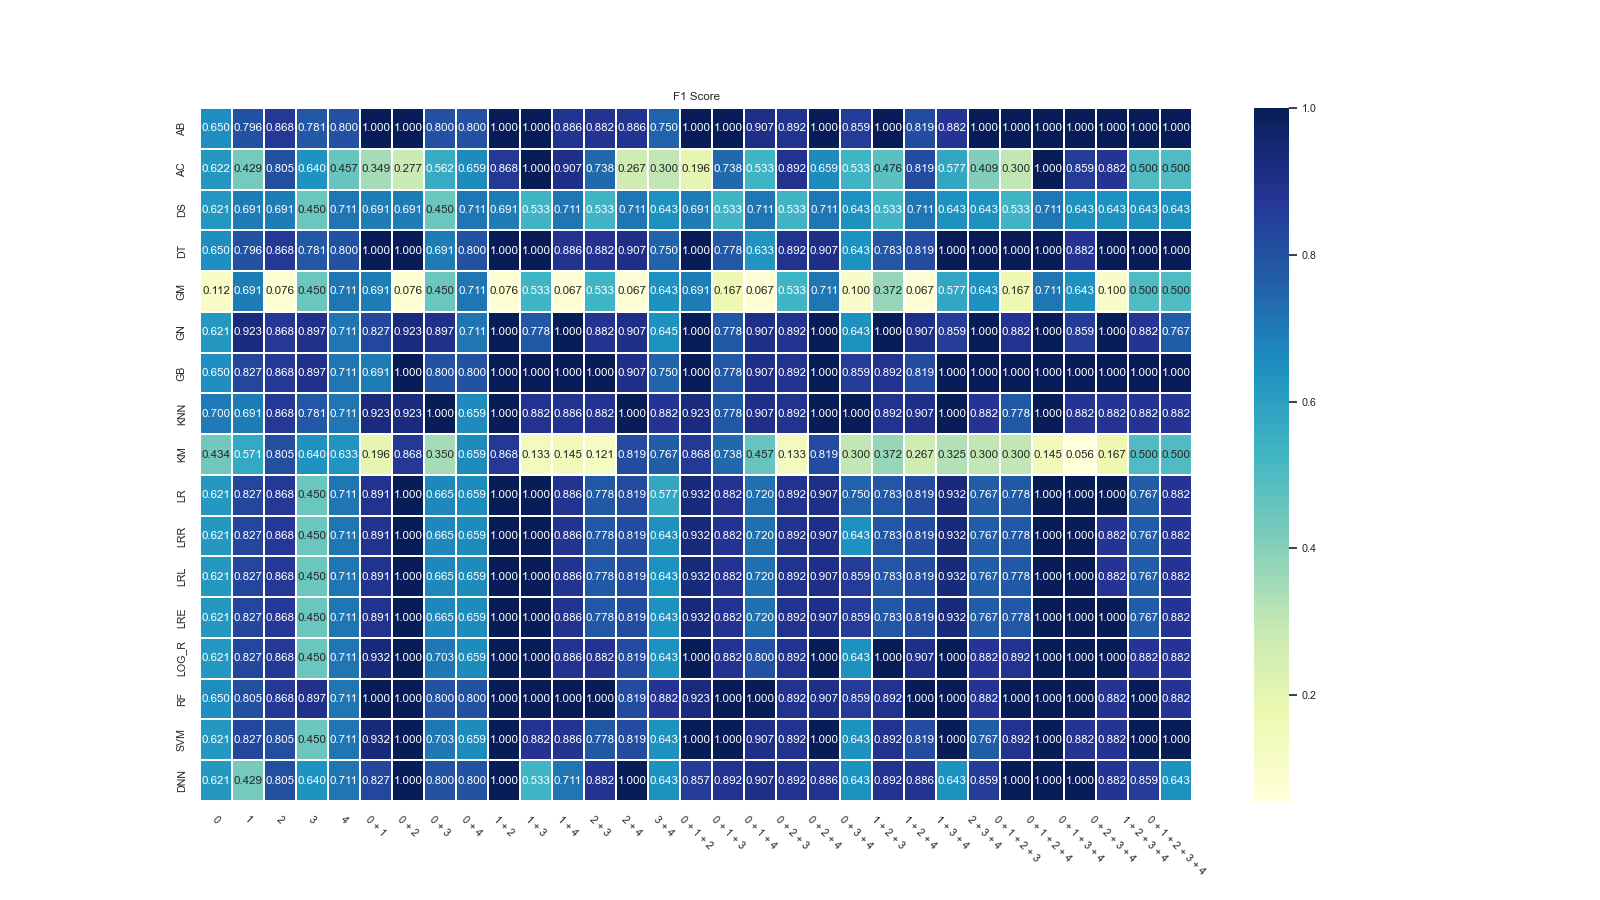 F1 Score
AB 0.650 0.796 0.868 0.781 0.800 1.000 1.000 0.800 0.800 1.000 1.000 0.886 0.882 0.886 0.750 1.000 1.000 0.907 0.892 1.000 0.859 1.000 0.819 0.882 1.000 1.000 1.000 1.000 1.000 1.000 1.000
AC 0.622 0.429 0.805 0.640 0.457 0.349 0.277 0.562 0.659 0.868 1.000 0.907 0.738 0.267 0.300 0.196 0.738 0.533 0.892 0.659 0.533 0.476 0.819 0.577 0.409 0.300 1.000 0.859 0.882 0.500 0.500
DS 0.621 0.691 0.691 0.450 0.711 0.691 0.691 0.450 0.711 0.691 0.533 0.711 0.533 0.711 0.643 0.691 0.533 0.711 0.533 0.711 0.643 0.533 0.711 0.643 0.643 0.533 0.711 0.643 0.643 0.643 0.643
DT 0.650 0.796 0.868 0.781 0.800 1.000 1.000 0.691 0.800 1.000 1.000 0.886 0.882 0.907 0.750 1.000 0.778 0.633 0.892 0.907 0.643 0.783 0.819 1.000 1.000 1.000 1.000 0.882 1.000 1.000 1.000
GM 0.112 0.691 0.076 0.450 0.711 0.691 0.076 0.450 0.711 0.076 0.533 0.067 0.533 0.067 0.643 0.691 0.167 0.067 0.533 0.711 0.100 0.372 0.067 0.577 0.643 0.167 0.711 0.643 0.100 0.500 0.500
GN 0.621 0.923 0.868 0.897 0.711 0.827 0.923 0.897 0.711 1.000 0.778 1.000 0.882 0.907 0.645 1.000 0.778 0.907 0.892 1.000 0.643 1.000 0.907 0.859 1.000 0.882 1.000 0.859 1.000 0.882 0.767
GB 0.650 0.827 0.868 0.897 0.711 0.691 1.000 0.800 0.800 1.000 1.000 1.000 1.000 0.907 0.750 1.000 0.778 0.907 0.892 1.000 0.859 0.892 0.819 1.000 1.000 1.000 1.000 1.000 1.000 1.000 1.000
KNN 0.700 0.691 0.868 0.781 0.711 0.923 0.923 1.000 0.659 1.000 0.882 0.886 0.882 1.000 0.882 0.923 0.778 0.907 0.892 1.000 1.000 0.892 0.907 1.000 0.882 0.778 1.000 0.882 0.882 0.882 0.882
KM 0.434 0.571 0.805 0.640 0.633 0.196 0.868 0.350 0.659 0.868 0.133 0.145 0.121 0.819 0.767 0.868 0.738 0.457 0.133 0.819 0.300 0.372 0.267 0.325 0.300 0.300 0.145 0.056 0.167 0.500 0.500
LR 0.621 0.827 0.868 0.450 0.711 0.891 1.000 0.665 0.659 1.000 1.000 0.886 0.778 0.819 0.577 0.932 0.882 0.720 0.892 0.907 0.750 0.783 0.819 0.932 0.767 0.778 1.000 1.000 1.000 0.767 0.882
LRR 0.621 0.827 0.868 0.450 0.711 0.891 1.000 0.665 0.659 1.000 1.000 0.886 0.778 0.819 0.643 0.932 0.882 0.720 0.892 0.907 0.643 0.783 0.819 0.932 0.767 0.778 1.000 1.000 0.882 0.767 0.882
LRL 0.621 0.827 0.868 0.450 0.711 0.891 1.000 0.665 0.659 1.000 1.000 0.886 0.778 0.819 0.643 0.932 0.882 0.720 0.892 0.907 0.859 0.783 0.819 0.932 0.767 0.778 1.000 1.000 0.882 0.767 0.882
LRE 0.621 0.827 0.868 0.450 0.711 0.891 1.000 0.665 0.659 1.000 1.000 0.886 0.778 0.819 0.643 0.932 0.882 0.720 0.892 0.907 0.859 0.783 0.819 0.932 0.767 0.778 1.000 1.000 1.000 0.767 0.882
LOG_R 0.621 0.827 0.868 0.450 0.711 0.932 1.000 0.703 0.659 1.000 1.000 0.886 0.882 0.819 0.643 1.000 0.882 0.800 0.892 1.000 0.643 1.000 0.907 1.000 0.882 0.892 1.000 1.000 1.000 0.882 0.882
RF 0.650 0.805 0.868 0.897 0.711 1.000 1.000 0.800 0.800 1.000 1.000 1.000 1.000 0.819 0.882 0.923 1.000 1.000 0.892 0.907 0.859 0.892 1.000 1.000 0.882 1.000 1.000 1.000 0.882 1.000 0.882
SVM 0.621 0.827 0.805 0.450 0.711 0.932 1.000 0.703 0.659 1.000 0.882 0.886 0.778 0.819 0.643 1.000 1.000 0.907 0.892 1.000 0.643 0.892 0.819 1.000 0.767 0.892 1.000 0.882 0.882 1.000 1.000
DNN 0.621 0.429 0.805 0.640 0.711 0.827 1.000 0.800 0.800 1.000 0.533 0.711 0.882 1.000 0.643 0.857 0.892 0.907 0.892 0.886 0.643 0.892 0.886 0.643 0.859 1.000 1.000 1.000 0.882 0.859 0.643
0
1
2
3
4
0 + 1
0 + 2
0 + 3
0 + 4
1 + 2
1 + 3
1 + 4
2 + 3
2 + 4
3 + 4
0 + 1 + 2
0 + 1 + 3
0 + 1 + 4
0 + 2 + 3
0 + 2 + 4
0 + 3 + 4
1 + 2 + 3
1 + 2 + 4
1 + 3 + 4
2 + 3 + 4
0 + 1 + 2 + 3
0 + 1 + 2 + 4
0 + 1 + 3 + 4
0 + 2 + 3 + 4
1 + 2 + 3 + 4
0 + 1 + 2 + 3 + 4
1.0
0.8
0.6
0.4
0.2